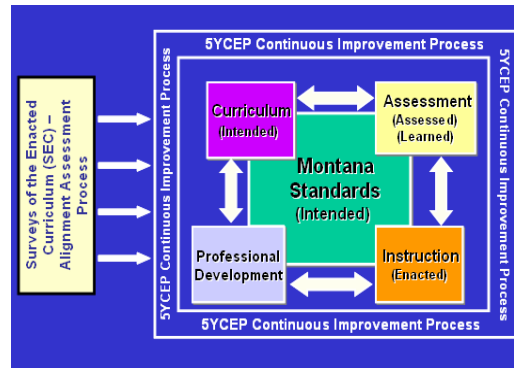 Surveys of the Enacted
Curriculum (SEC) –
Alignment Assessment
Process
5YCEP Continuous Improvement Process
5YCEP Continuous Improvement Process
Curriculum
(Intended)
Assessment
(Assessed)
(Learned)
Montana
Standards
(Intended)
Professional
Development
Instruction
(Enacted)
5YCEP Continuous Improvement Process
5YCEP Continuous Improvement Process